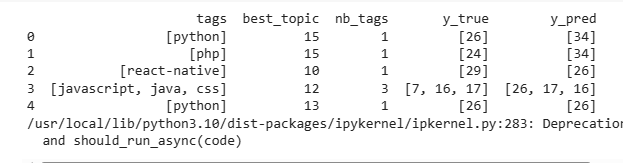 tags best_topic nb_tags y_true y_pred
0 [python] 15 1 [26] [34]
1 [php] 15 1 [24] [34]
2 [react-native] 10 1 [29] [26]
3 [javascript, java, css] 12 3 [7, 16, 17] [26, 17, 16]
4 [python] 13 1 [26] [26]
/usr/local/lib/python3.10/dist-packages/ipykernel/ipkernel.py:283: Deprecation
and should_run_async(code)